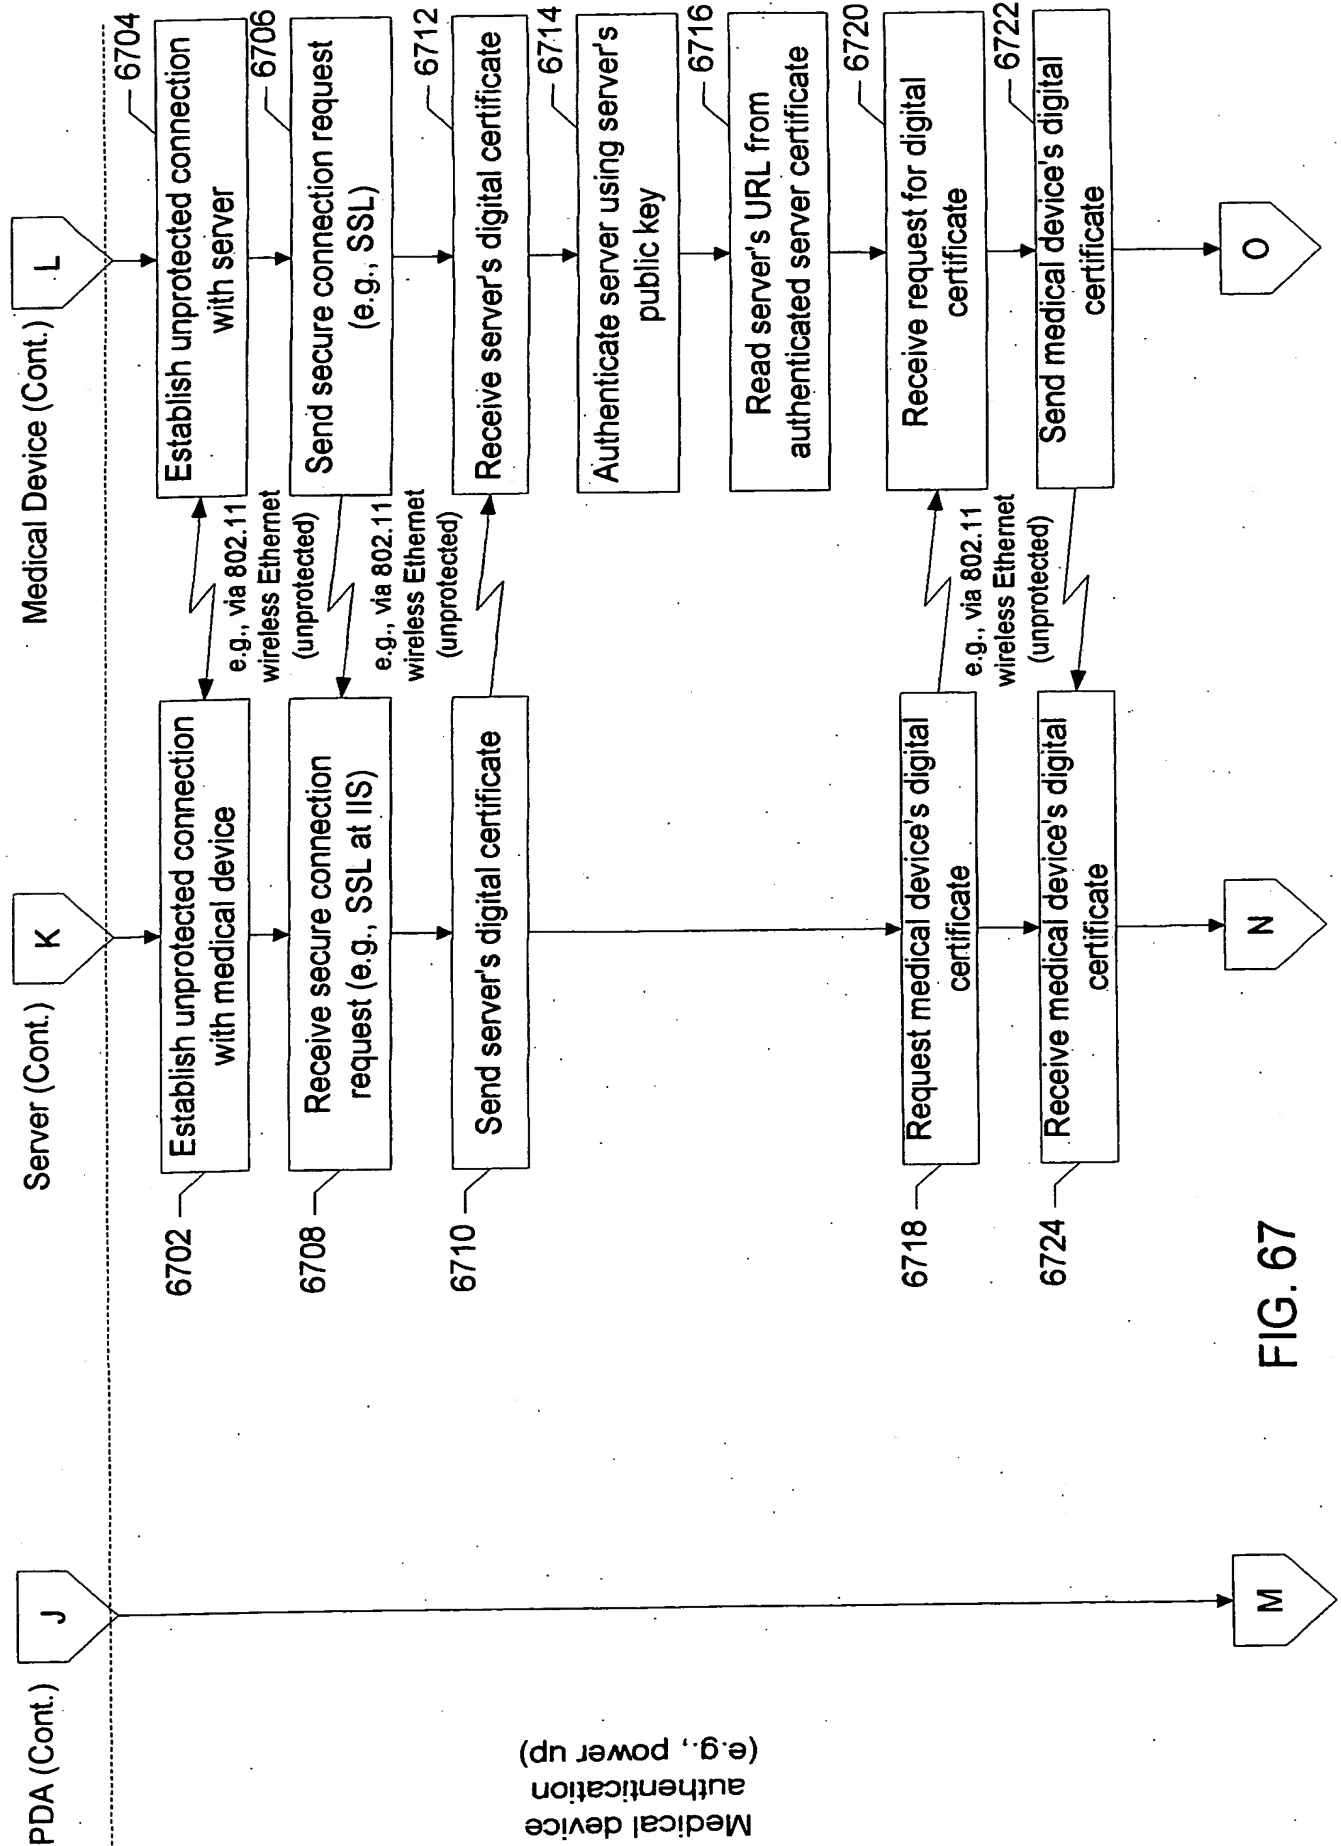 PDA (Cont.)
Server (Cont.)
Medical Device (Cont.)
J
K
L
Medical device
authentication
(e.g., power up)
6702
Establish unprotected connection
with medical device
e.g., via 802.11
wireless Ethernet
(unprotected)
Establish unprotected connection
with server
6704
6708
Receive secure connection
request (e.g., SSL at IIS)
e.g., via 802.11
wireless Ethernet
(unprotected)
Send secure connection request
(e.g., SSL)
6706
6710
Send server's digital certificate
Receive server's digital certificate
6712
Authenticate server using server's
public key
6714
Read server's URL from
authenticated server certificate
6716
6718
Request medical device's digital
certificate
e.g., via 802.11
wireless Ethernet
(unprotected)
Receive request for digital
certificate
6720
6724
Receive medical device's digital
certificate
Send medical device's digital
certificate
6722
M
N
O
FIG. 67